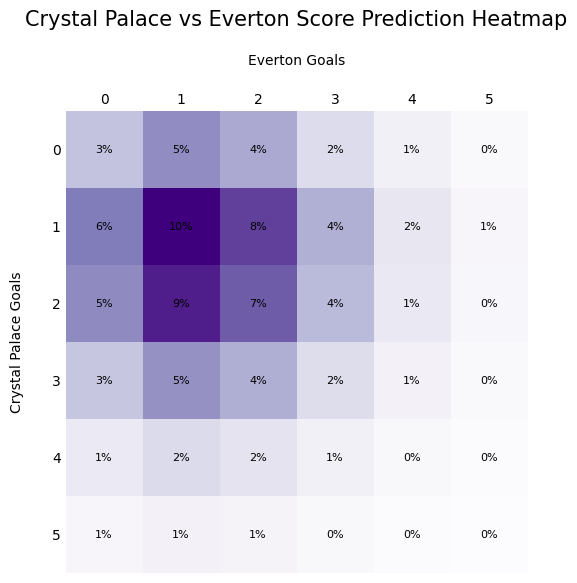 Crystal Palace vs Everton Score Prediction Heatmap
Everton Goals
0 1 2 3 4 5
0 3% 5% 4% 2% 1% 0%
1 6% 10% 8% 4% 2% 1%
2 5% 9% 7% 4% 1% 0%
3 3% 5% 4% 2% 1% 0%
4 1% 2% 2% 1% 0% 0%
5 1% 1% 1% 0% 0% 0%
Crystal Palace Goals